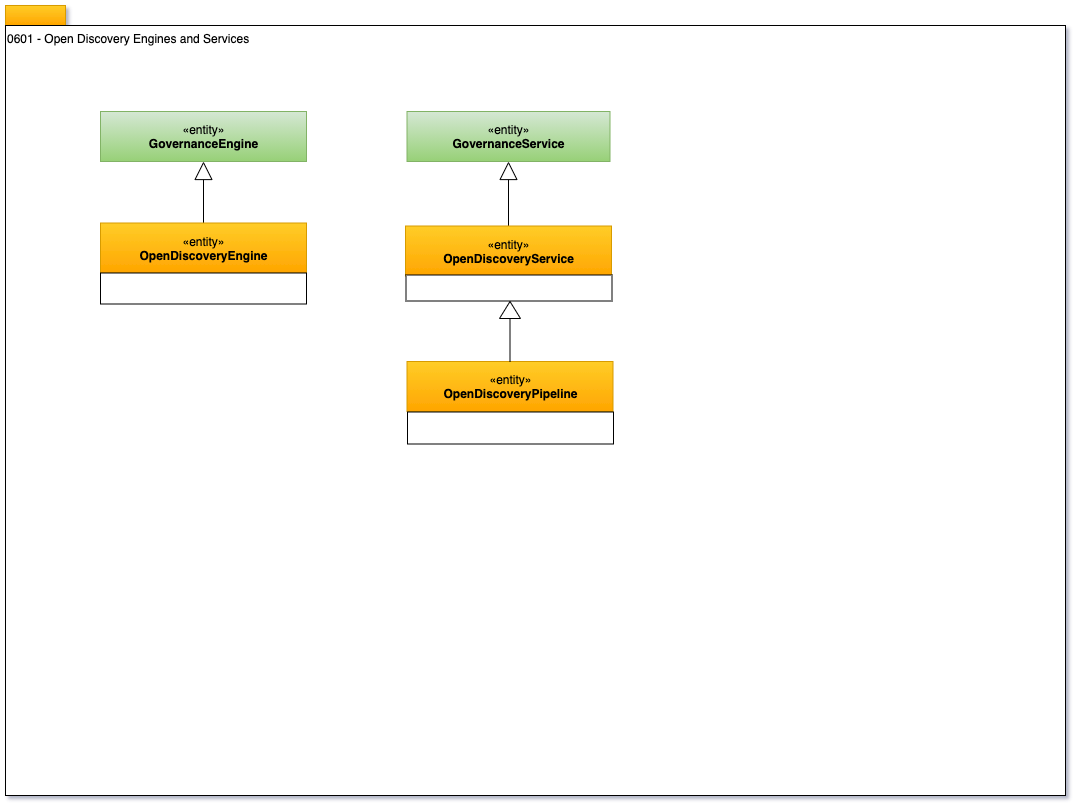 0601 - Open Discovery Engines and Services
«entity»
GovernanceEngine
«entity»
GovernanceService
«entity»
OpenDiscoveryEngine
«entity»
OpenDiscoveryService
«entity»
OpenDiscoveryPipeline